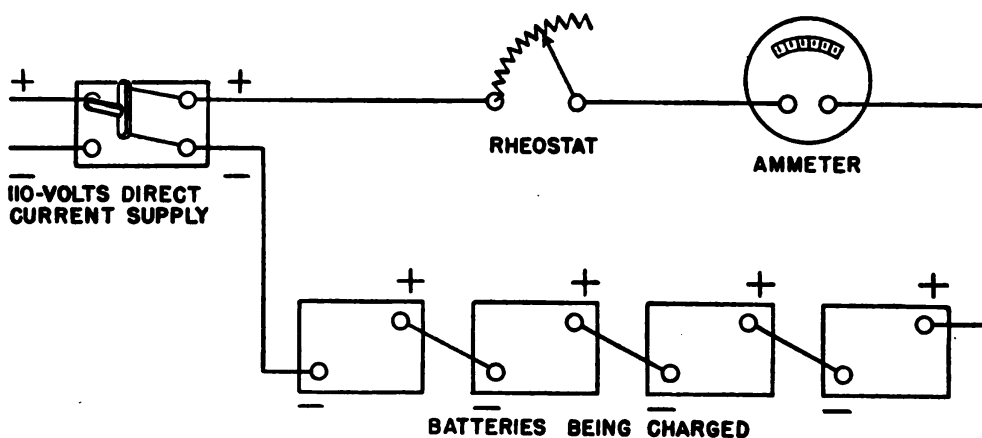 + +
RHEOSTAT
AMMETER
− −
110-VOLTS DIRECT
CURRENT SUPPLY
+ + + +
− − − −
BATTERIES BEING CHARGED